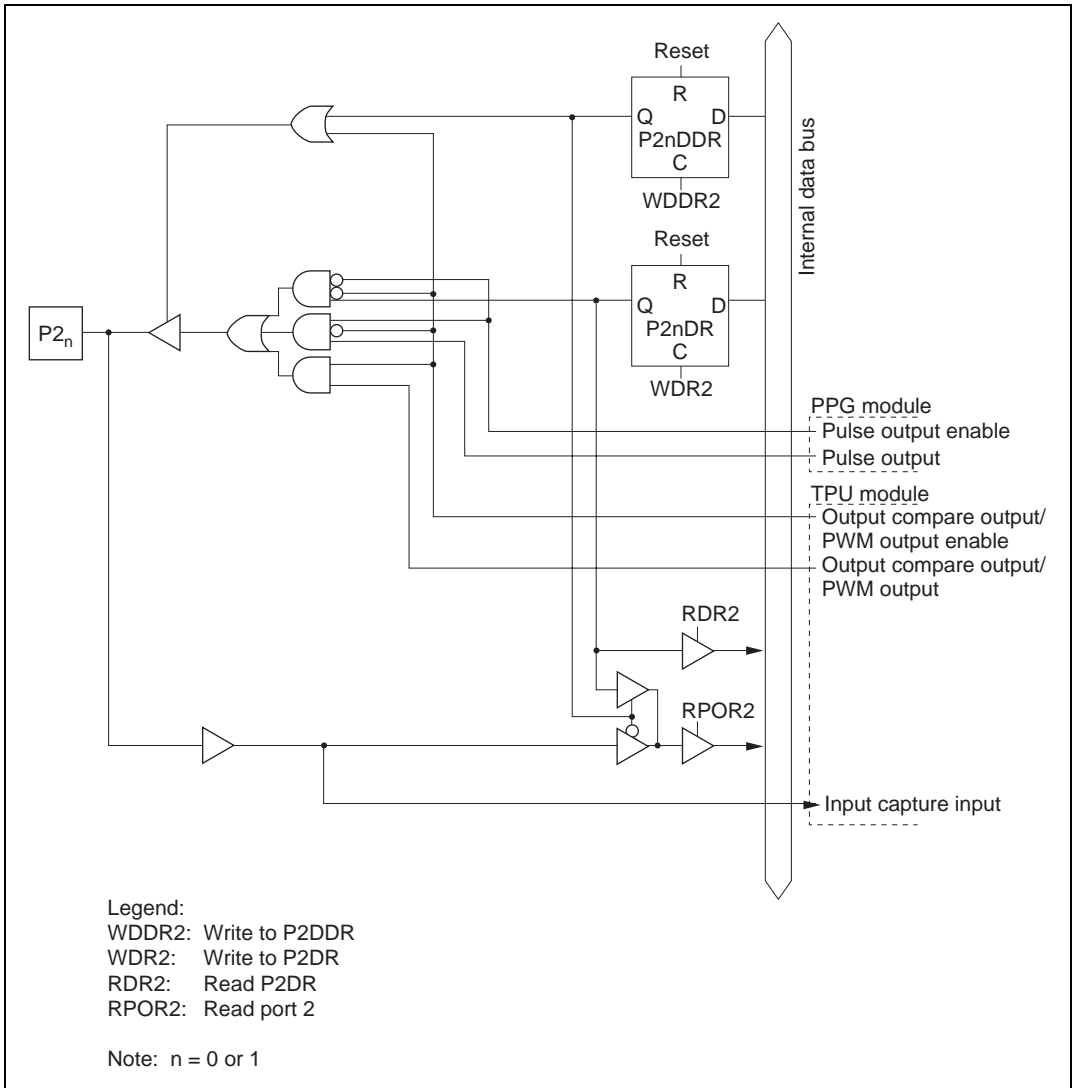 Reset
R
Q D
P2nDDR
C
WDDR2
Internal data bus
Reset
R
Q D
P2nDR
C
WDR2
P2n
PPG module
Pulse output enable
Pulse output
TPU module
Output compare output/
PWM output enable
Output compare output/
PWM output
RDR2
RPOR2
Input capture input
Legend:
WDDR2: Write to P2DDR
WDR2: Write to P2DR
RDR2: Read P2DR
RPOR2: Read port 2
Note: n = 0 or 1